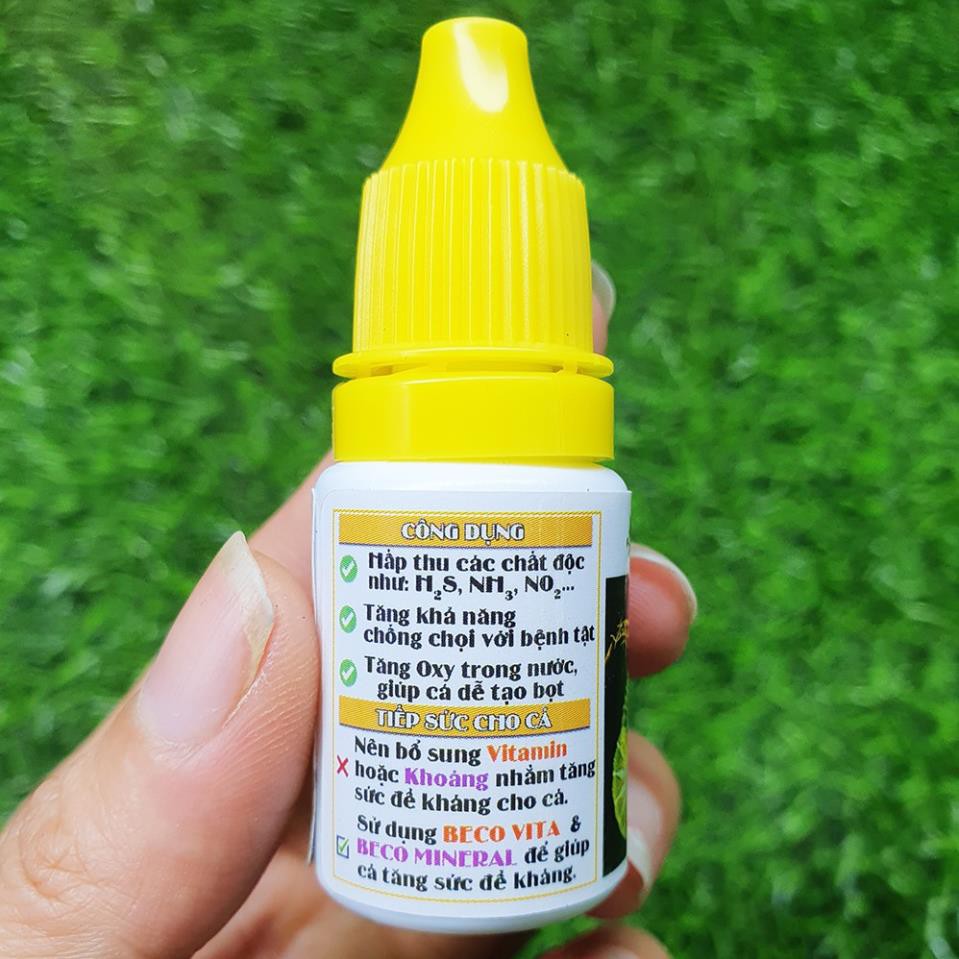 CÔNG DỤNG
Hấp thu các chất độc
như: H₂S, NH₃, NO₂...
Tăng khả năng
chống chọi với bệnh tật
Tăng Oxy trong nước,
giúp cá dễ tạo bọt
TIẾP SỨC CHO CÁ
Nên bổ sung Vitamin
hoặc Khoáng nhằm tăng
sức đề kháng cho cá.
Sử dụng BECO VITA &
BECO MINERAL để giúp
cá tăng sức đề kháng.